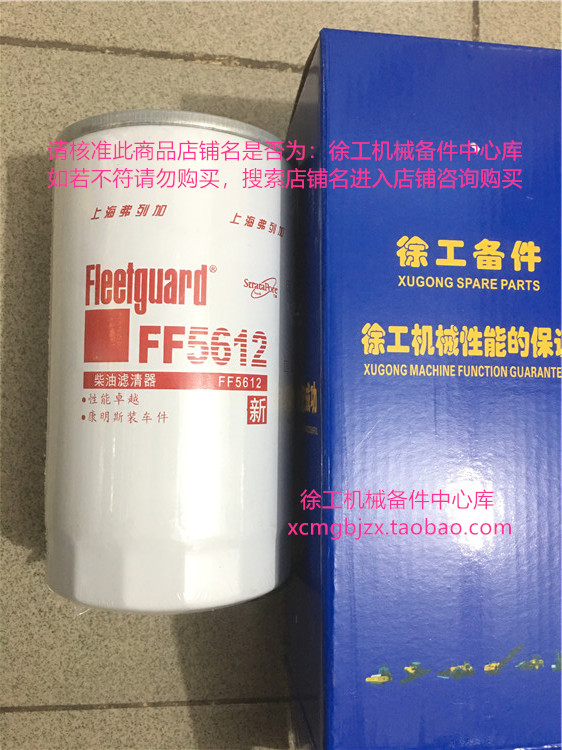 请核准此商品店铺名是否为：徐工机械备件中心库
如若不符请勿购买，搜索店铺名进入店铺咨询购买
上海弗列加
上海弗列加
Fleetguard®
StrataPore
FF5612
柴油滤清器 FF5612
•性能卓越
•康明斯装车件
新
徐工备件
XUGONG SPARE PARTS
徐工机械性能的保证
XUGONG MACHINE FUNCTION GUARANTE
成功
徐工机械备件中心库
xcmgbjzx.taobao.com